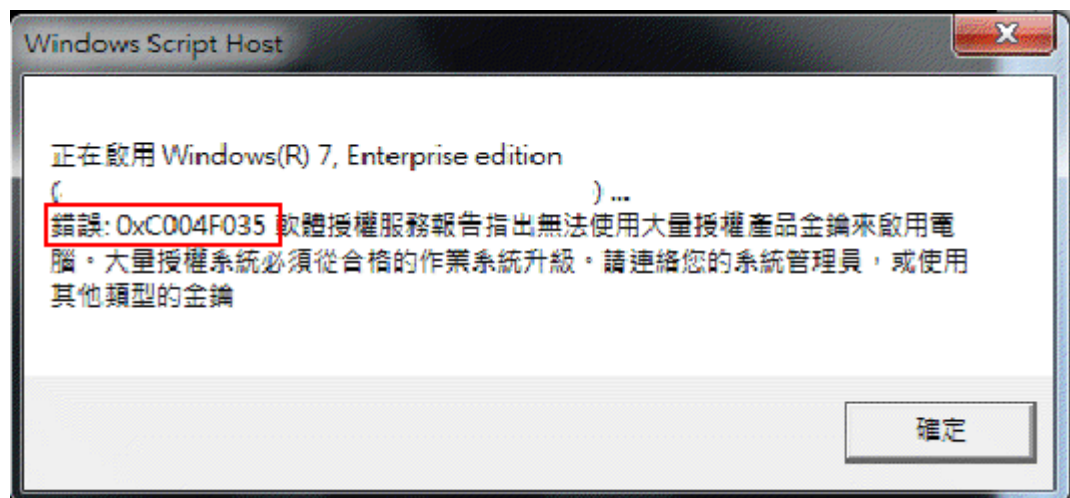 Windows Script Host
正在啟用 Windows(R) 7, Enterprise edition
( ) ...
錯誤: 0xC004F035 軟體授權服務報告指出無法使用大量授權產品金鑰來啟用電
腦。大量授權系統必須從合格的作業系統升級。請連絡您的系統管理員，或使用
其他類型的金鑰
確定